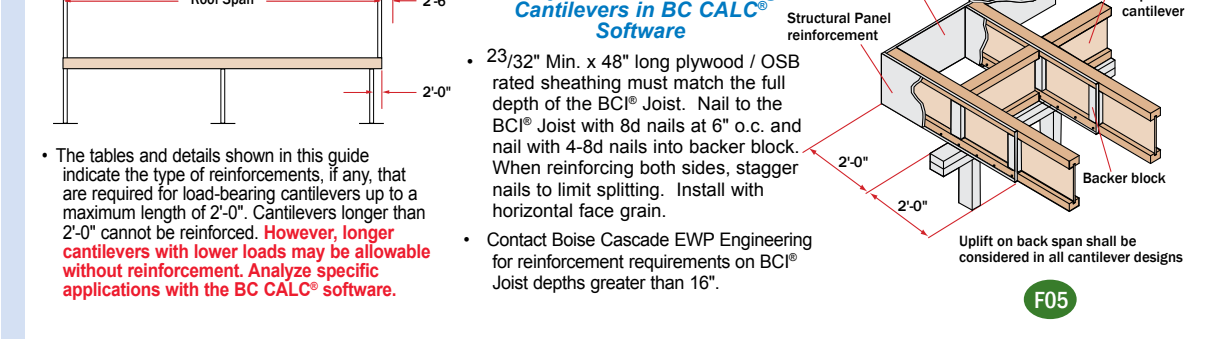 Roof Span
2'-6
2'-0"
• The tables and details shown in this guide
indicate the type of reinforcements, if any, that
are required for load-bearing cantilevers up to a
maximum length of 2'-0". Cantilevers longer than
2'-0" cannot be reinforced. However, longer
cantilevers with lower loads may be allowable
without reinforcement. Analyze specific
applications with the BC CALC® software.
Cantilevers in BC CALC®
Software
• 23/32" Min. x 48" long plywood / OSB
rated sheathing must match the full
depth of the BCI® Joist. Nail to the
BCI® Joist with 8d nails at 6" o.c. and
nail with 4-8d nails into backer block.
When reinforcing both sides, stagger
nails to limit splitting. Install with
horizontal face grain.
• Contact Boise Cascade EWP Engineering
for reinforcement requirements on BCI®
Joist depths greater than 16".
Structural Panel
reinforcement
cantilever
2'-0"
2'-0"
Backer block
Uplift on back span shall be
considered in all cantilever designs
F05